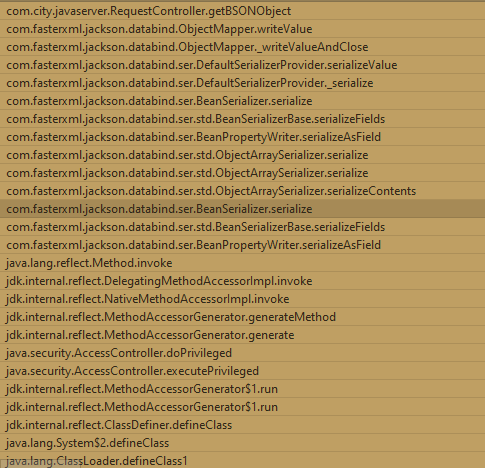 com.city.javaserver.RequestController.getBSONObject
com.fasterxml.jackson.databind.ObjectMapper.writeValue
com.fasterxml.jackson.databind.ObjectMapper._writeValueAndClose
com.fasterxml.jackson.databind.ser.DefaultSerializerProvider.serializeValue
com.fasterxml.jackson.databind.ser.DefaultSerializerProvider._serialize
com.fasterxml.jackson.databind.ser.BeanSerializer.serialize
com.fasterxml.jackson.databind.ser.std.BeanSerializerBase.serializeFields
com.fasterxml.jackson.databind.ser.BeanPropertyWriter.serializeAsField
com.fasterxml.jackson.databind.ser.std.ObjectArraySerializer.serialize
com.fasterxml.jackson.databind.ser.std.ObjectArraySerializer.serialize
com.fasterxml.jackson.databind.ser.std.ObjectArraySerializer.serializeContents
com.fasterxml.jackson.databind.ser.BeanSerializer.serialize
com.fasterxml.jackson.databind.ser.std.BeanSerializerBase.serializeFields
com.fasterxml.jackson.databind.ser.BeanPropertyWriter.serializeAsField
java.lang.reflect.Method.invoke
jdk.internal.reflect.DelegatingMethodAccessorImpl.invoke
jdk.internal.reflect.NativeMethodAccessorImpl.invoke
jdk.internal.reflect.MethodAccessorGenerator.generateMethod
jdk.internal.reflect.MethodAccessorGenerator.generate
java.security.AccessController.doPrivileged
java.security.AccessController.executePrivileged
jdk.internal.reflect.MethodAccessorGenerator$1.run
jdk.internal.reflect.MethodAccessorGenerator$1.run
jdk.internal.reflect.ClassDefiner.defineClass
java.lang.System$2.defineClass
java.lang.ClassLoader.defineClass1